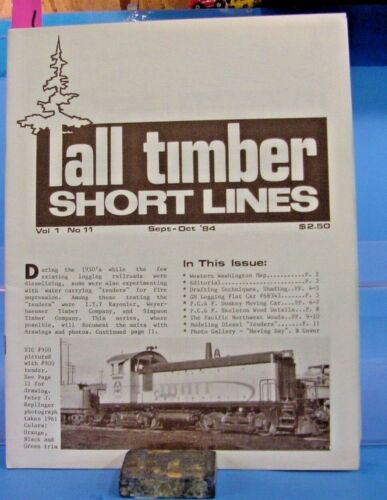 Tall timber
SHORT LINES
Vol 1 No 11
Sept-Oct '84
$2.50
During the 1950's while the few
existing logging railroads were
dieselizing, some were also experimenting
with water carrying "tenders" for fire
supression. Among those testing the
"tenders" were I.T.T Rayonier, Weyer-
haeuser Timber Company, and Simpson
Timber Company. This series, where
possible, will document the units with
drawings and photos. Continued page 11.
In This Issue:
* Western Washington Map........P. 2
* Editorial..........P. 2
* Drafting Techniques, Shading..PP. 4-5
* GN Logging Flat Car #68343......P. 5
* P.C.& F. Donkey Moving Car....PP. 6-7
* P.C.& F. Skeleton Wood Details...P. 8
* The Pacific Northwest Woods..PP. 9-10
* Modeling Diesel "Tenders"......P. 11
* Photo Gallery - "Moving Day", B Cover
#900
pictured
with #900
tender.
See Page
11 for
drawing.
Peter J.
Replinger
photograph
taken 1961
Colors:
Orange,
Black and
Green trim